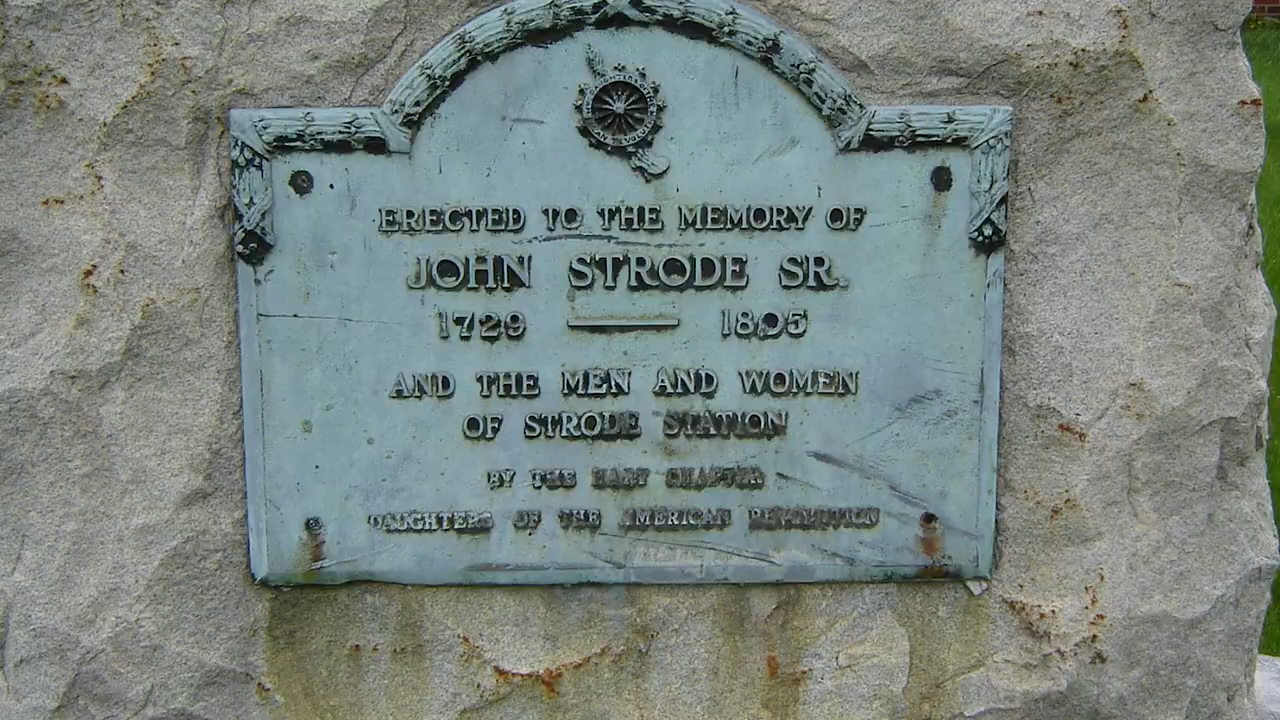 ERECTED TO THE MEMORY OF
JOHN STRODE SR.
1729 — 1805
AND THE MEN AND WOMEN
OF STRODE STATION
BY THE HART CHAPTER
DAUGHTERS OF THE AMERICAN REVOLUTION